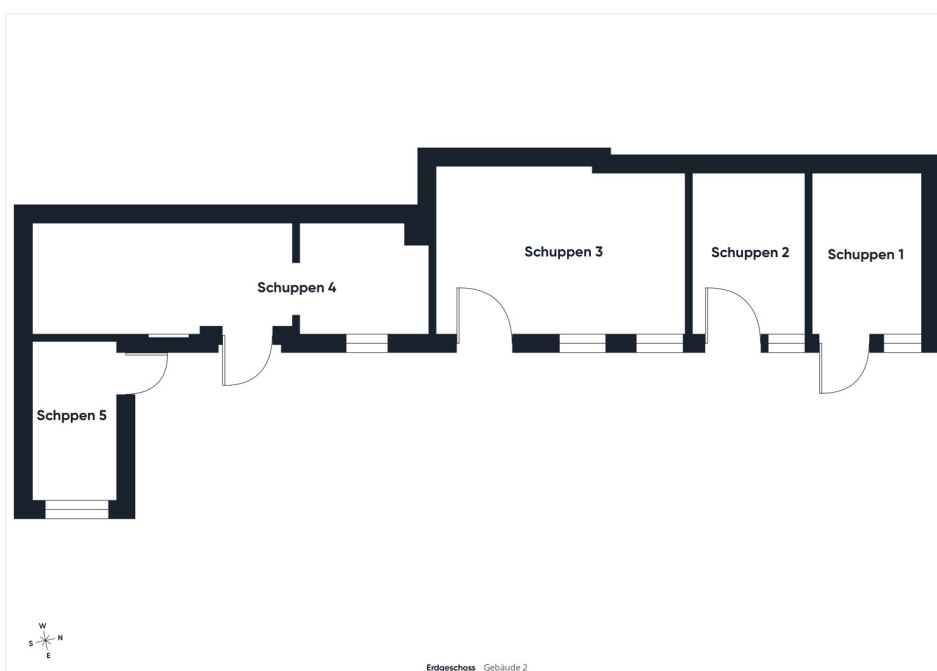 Schuppen 3
Schuppen 2
Schuppen 1
Schuppen 4
Schppen 5
W
S N
E
Erdgeschoss Gebäude 2